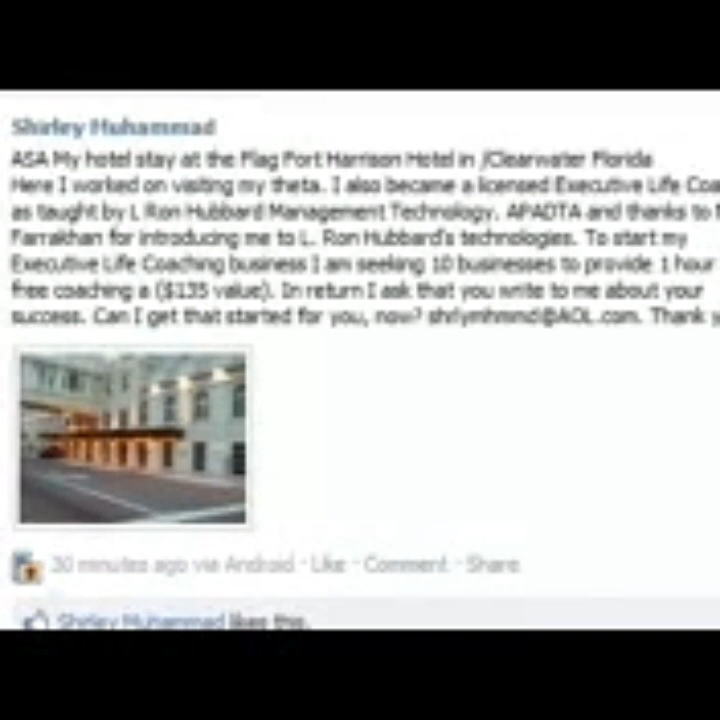 Shirley Muhammad
ASA My hotel stay at the Flag Fort Harrison Hotel in /Clearwater Florida
Here I worked on visiting my theta. I also became a licensed Executive Life Coa
as taught by L Ron Hubbard Management Technology. APADTA and thanks to
Farrakhan for introducing me to L. Ron Hubbard's technologies. To start my
Executive Life Coaching business I am seeking 10 businesses to provide 1 hour
free coaching a ($135 value). In return I ask that you write to me about your
success. Can I get that started for you, now? shrlymhmmd@AOL.com. Thank
minutes ago via Android · Like · Comment · Share
Shirley Muhammad likes this.